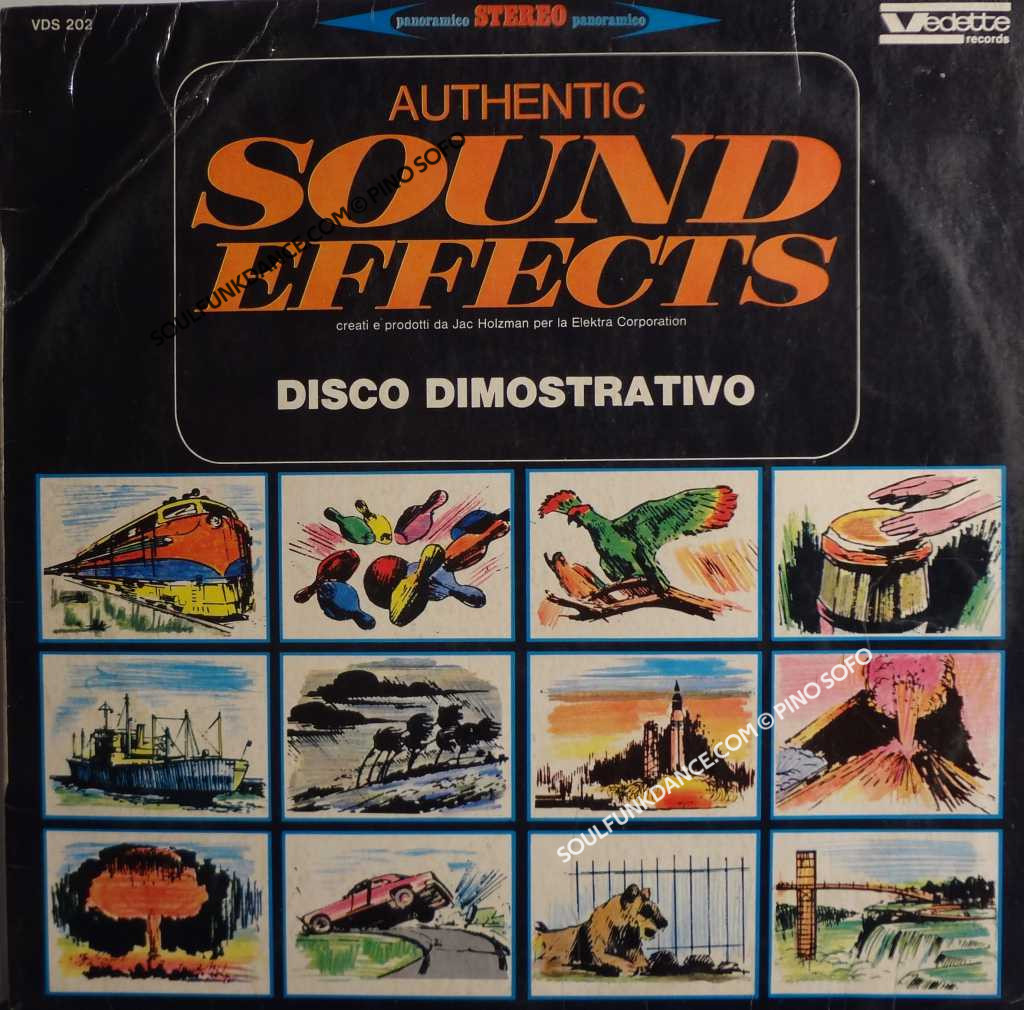 VDS 202
panoramico STEREO panoramico
Vedette
records
AUTHENTIC
SOUND
EFFECTS
creati e prodotti da Jac Holzman per la Elektra Corporation
DISCO DIMOSTRATIVO
SOULFUNKDANCE.COM © PINO SOFO
SOULFUNKDANCE.COM © PINO SOFO